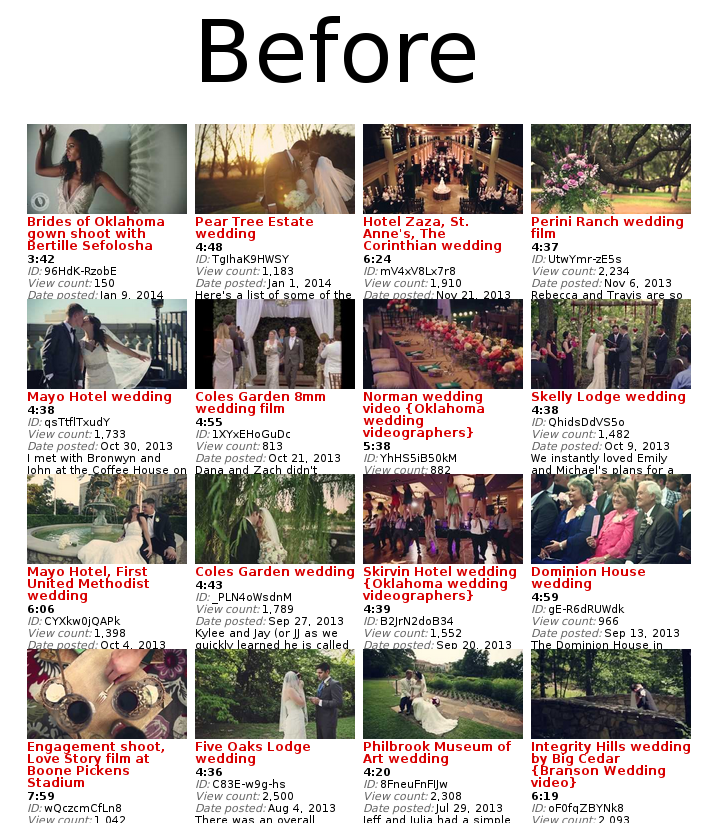 Before
Brides of Oklahoma
gown shoot with
Bertille Sefolosha
3:42
ID: 96HdK-RzobE
View count: 150
Date posted: Jan 9, 2014
Pear Tree Estate
wedding
4:48
ID: TglhaK9HWSY
View count: 1,183
Date posted: Jan 1, 2014
Here's a list of some of the
Hotel Zaza, St.
Anne's, The
Corinthian wedding
6:24
ID: mV4xV8Lx7r8
View count: 1,910
Date posted: Nov 21, 2013
Perini Ranch wedding
film
4:37
ID: UtwYmr-zE5s
View count: 2,234
Date posted: Nov 6, 2013
Rebecca and Travis are so
Mayo Hotel wedding
4:38
ID: qsTtflTxudY
View count: 1,733
Date posted: Oct 30, 2013
I met with Bronwyn and
John at the Coffee House on
Coles Garden 8mm
wedding film
4:55
ID: 1XYxEHoGuDc
View count: 813
Date posted: Oct 21, 2013
Dana and Zach didn't
Norman wedding
video {Oklahoma
wedding
videographers}
5:38
ID: YhHS5iB50kM
View count: 882
Skelly Lodge wedding
4:38
ID: QhidsDdVS5o
View count: 1,482
Date posted: Oct 9, 2013
We instantly loved Emily
and Michael's plans for a
Mayo Hotel, First
United Methodist
wedding
6:06
ID: CYXkw0jQAPk
View count: 1,398
Date posted: Oct 4, 2013
Coles Garden wedding
4:43
ID: _PLN4oWsdnM
View count: 1,789
Date posted: Sep 27, 2013
Kylee and Jay (or JJ as we
quickly learned he is called
Skirvin Hotel wedding
{Oklahoma wedding
videographers}
4:39
ID: B2JrN2doB34
View count: 1,552
Date posted: Sep 20, 2013
Dominion House
wedding
4:59
ID: gE-R6dRUWdk
View count: 966
Date posted: Sep 13, 2013
The Dominion House in
Engagement shoot,
Love Story film at
Boone Pickens
Stadium
7:59
ID: wQczcmCfLn8
View count: 1,042
Five Oaks Lodge
wedding
4:36
ID: C83E-w9g-hs
View count: 2,500
Date posted: Aug 4, 2013
There was an overall
Philbrook Museum of
Art wedding
4:20
ID: 8FneuFnFIJw
View count: 2,308
Date posted: Jul 29, 2013
Jeff and Julia had a simple
Integrity Hills wedding
by Big Cedar
{Branson Wedding
video}
6:19
ID: oF0fqZBYNk8
View count: 2,093